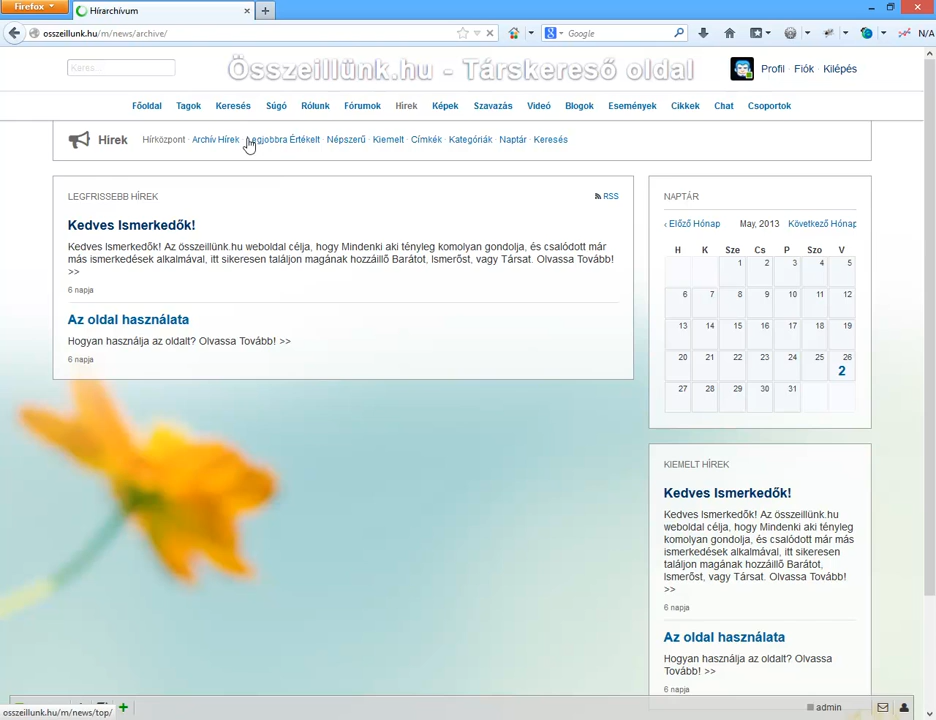 Firefox
Hírarchívum
osszeillunk.hu/m/news/archive/
Google
N/A
Keres...
Összeillünk.hu - Társkereső oldal
Profil Fiók Kilépés
Főoldal Tagok Keresés Súgó Rólunk Fórumok Hírek Képek Szavazás Videó Blogok Események Cikkek Chat Csoportok
Hírek
Hírközpont · Archív Hírek · Legjobbra Értékelt · Népszerű · Kiemelt · Címkék · Kategóriák · Naptár · Keresés
LEGFRISSEBB HÍREK
RSS
Kedves Ismerkedők!
Kedves Ismerkedők! Az összeillünk.hu weboldal célja, hogy Mindenki aki tényleg komolyan gondolja, és csalódott már
más ismerkedések alkalmával, itt sikeresen találjon magának hozzáillő Barátot, Ismerőst, vagy Társat. Olvassa Tovább!
>>
6 napja
Az oldal használata
Hogyan használja az oldalt? Olvassa Tovább! >>
6 napja
NAPTÁR
‹ Előző Hónap May, 2013 Következő Hónap
H K Sze Cs P Szo V
1 2 3 4 5
6 7 8 9 10 11 12
13 14 15 16 17 18 19
20 21 22 23 24 25 26
2
27 28 29 30 31
KIEMELT HÍREK
Kedves Ismerkedők!
Kedves Ismerkedők! Az összeillünk.hu
weboldal célja, hogy Mindenki aki tényleg
komolyan gondolja, és csalódott már más
ismerkedések alkalmával, itt sikeresen
találjon magának hozzáillő Barátot,
Ismerőst, vagy Társat. Olvassa Tovább!
>>
6 napja
Az oldal használata
Hogyan használja az oldalt? Olvassa
Tovább! >>
6 napja
osszeillunk.hu/m/news/top/
admin